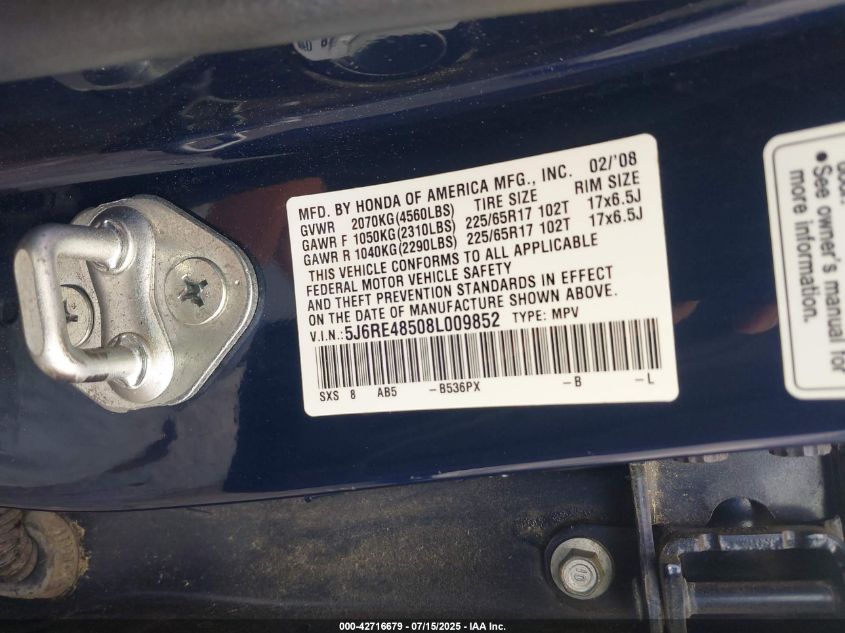 MFD. BY HONDA OF AMERICA MFG., INC. 02/'08
GVWR 2070KG(4560LBS) TIRE SIZE RIM SIZE
GAWR F 1050KG(2310LBS) 225/65R17 102T 17x6.5J
GAWR R 1040KG(2290LBS) 225/65R17 102T 17x6.5J
THIS VEHICLE CONFORMS TO ALL APPLICABLE
FEDERAL MOTOR VEHICLE SAFETY
AND THEFT PREVENTION STANDARDS IN EFFECT
ON THE DATE OF MANUFACTURE SHOWN ABOVE.
V.I.N.: 5J6RE48508L009852 TYPE: MPV
SXS 8 AB5 -B536PX -B -L
• See owner's manual for
more information.
000-42716679 - 07/15/2025 - IAA Inc.